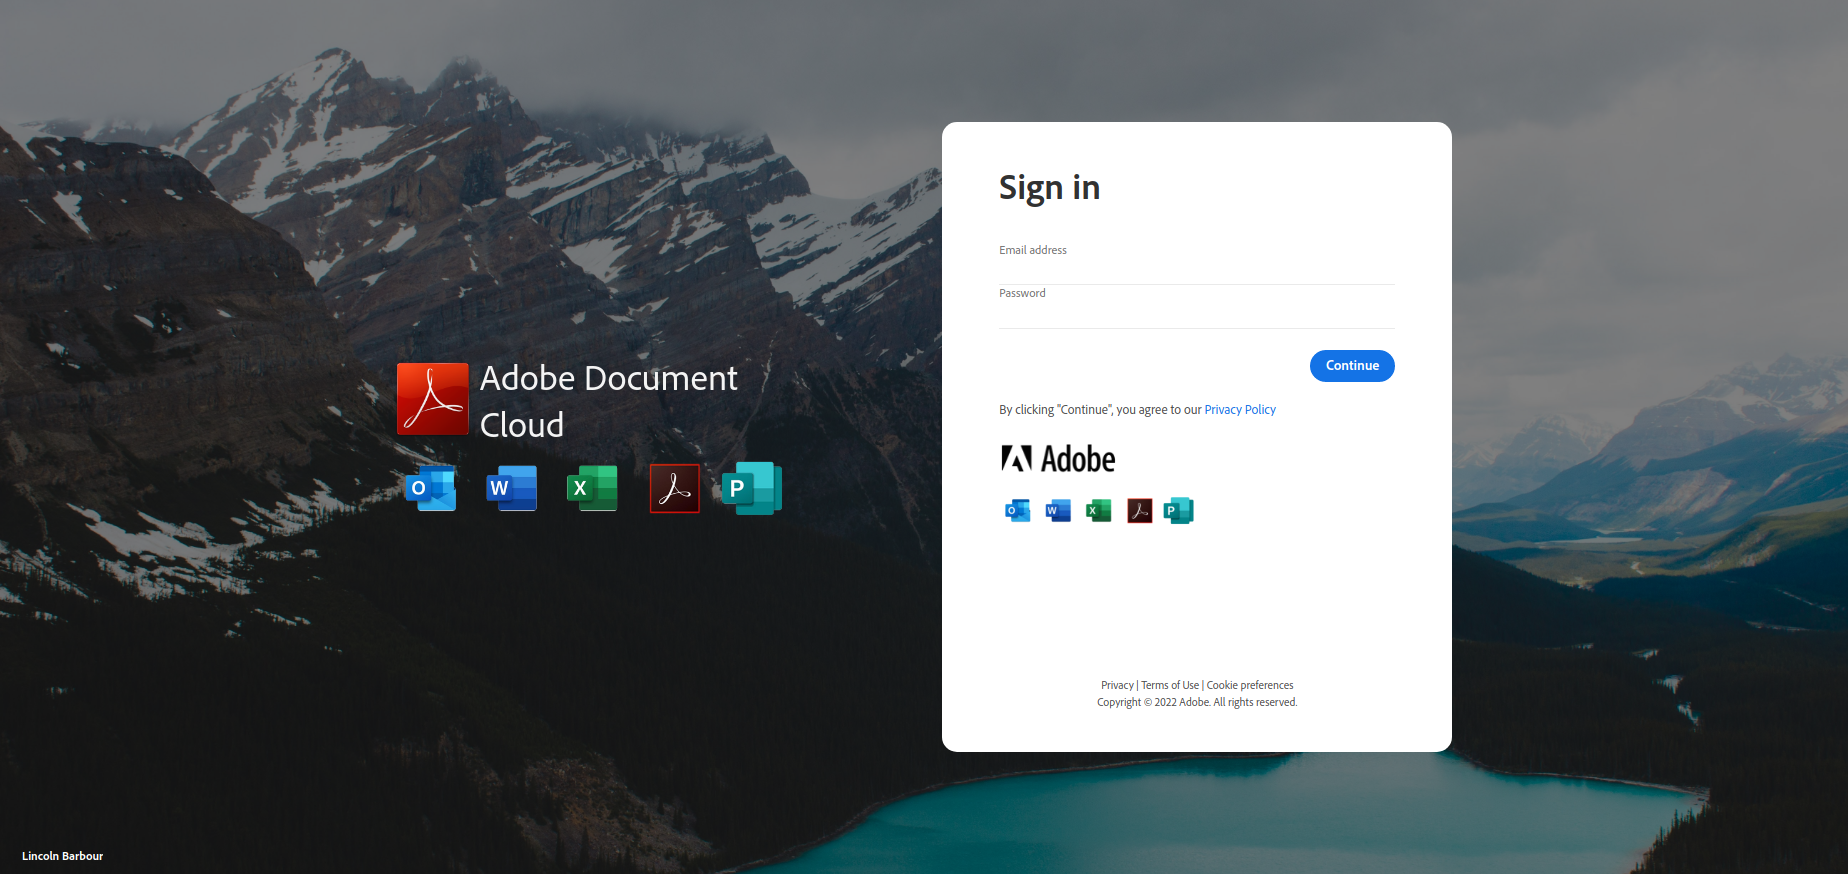 Adobe Document
Cloud
O
W
X
P
Sign in
Email address
Password
Continue
By clicking "Continue", you agree to our Privacy Policy
Adobe
O
W
X
P
Privacy | Terms of Use | Cookie preferences
Copyright © 2022 Adobe. All rights reserved.
Lincoln Barbour